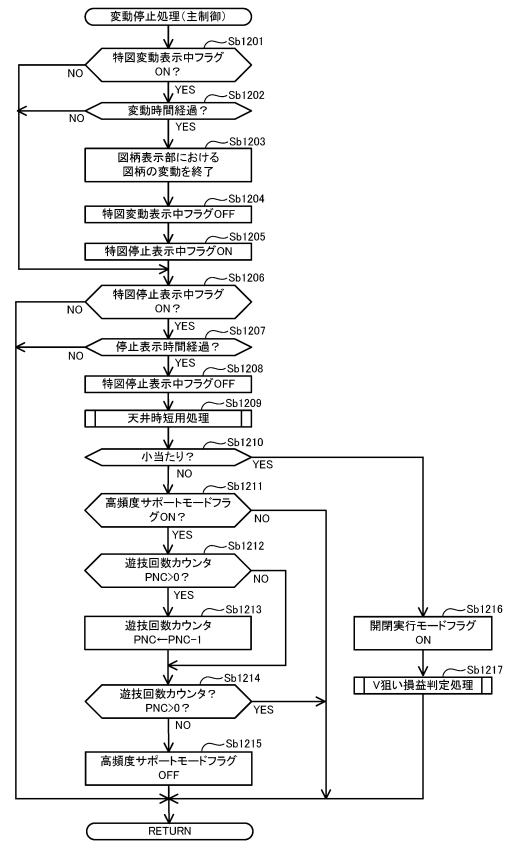 変動停止処理(主制御)
Sb1201
特図変動表示中フラグ
ON?
NO
YES
Sb1202
変動時間経過?
NO
YES
Sb1203
図柄表示部における
図柄の変動を終了
Sb1204
特図変動表示中フラグOFF
Sb1205
特図停止表示中フラグON
Sb1206
特図停止表示中フラグ
ON?
NO
YES
Sb1207
停止表示時間経過?
NO
YES
Sb1208
特図停止表示中フラグOFF
Sb1209
天井時短用処理
Sb1210
小当たり?
YES
NO
Sb1211
高頻度サポートモードフラ
グON?
NO
YES
Sb1212
遊技回数カウンタ
PNC>0?
NO
YES
Sb1213
遊技回数カウンタ
PNC←PNC-1
Sb1214
遊技回数カウンタ?
PNC>0?
YES
NO
Sb1215
高頻度サポートモードフラグ
OFF
Sb1216
開閉実行モードフラグ
ON
Sb1217
V狙い損益判定処理
RETURN